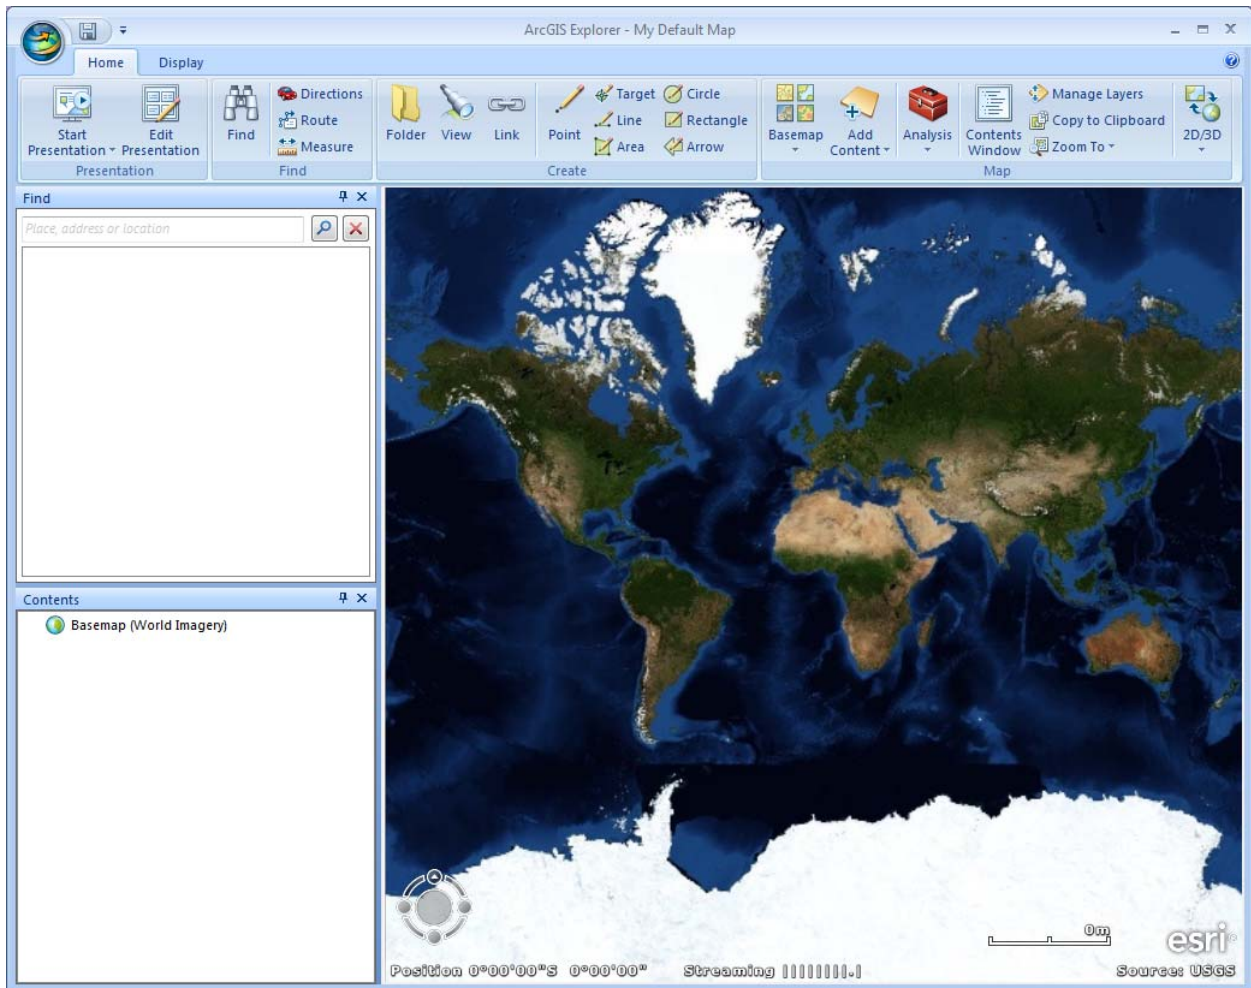 ArcGIS Explorer - My Default Map
Home Display
Start Presentation
Edit Presentation
Presentation
Find
Directions
Route
Measure
Find
Folder
View
Link
Point
Target
Line
Area
Circle
Rectangle
Arrow
Create
Basemap
Add Content
Analysis
Contents Window
Manage Layers
Copy to Clipboard
Zoom To
2D/3D
Map
Find
Place, address or location
Contents
Basemap (World Imagery)
0m
esri
Position 0°00'00"S 0°00'00" Streaming
Source: USGS